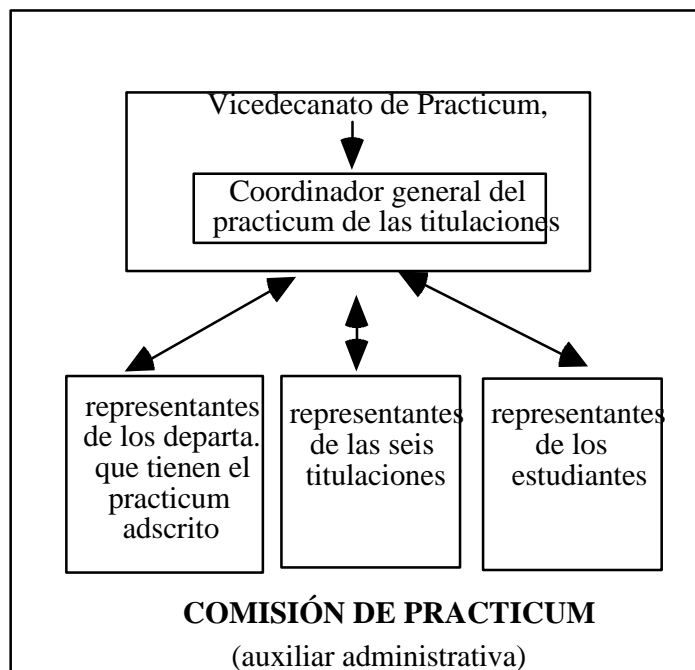 Vicedecanato de Practicum,
Coordinador general del
practicum de las titulaciones
representantes
de los departa.
que tienen el
practicum
adscrito
representantes
de las seis
titulaciones
representantes
de los
estudiantes
COMISIÓN DE PRACTICUM
(auxiliar administrativa)